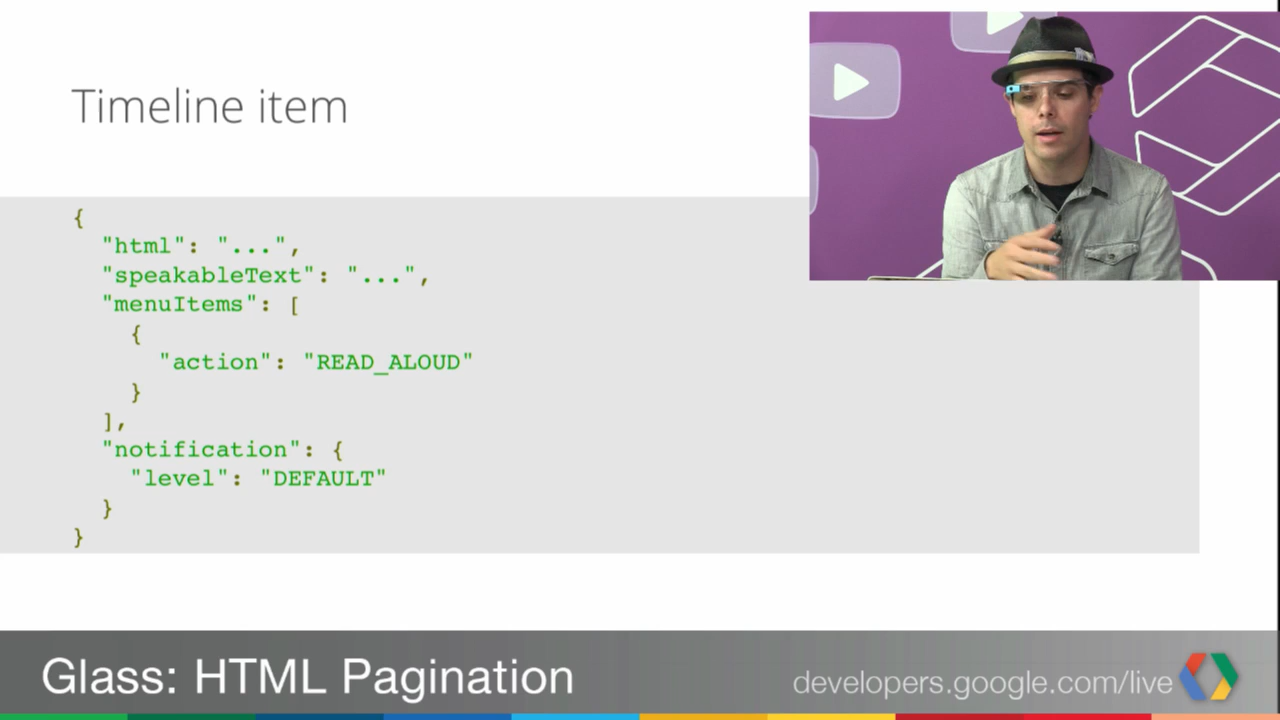 Timeline item
{
"html": "...",
"speakableText": "...",
"menuItems": [
{
"action": "READ_ALOUD"
}
],
"notification": {
"level": "DEFAULT"
}
}
Glass: HTML Pagination
developers.google.com/live